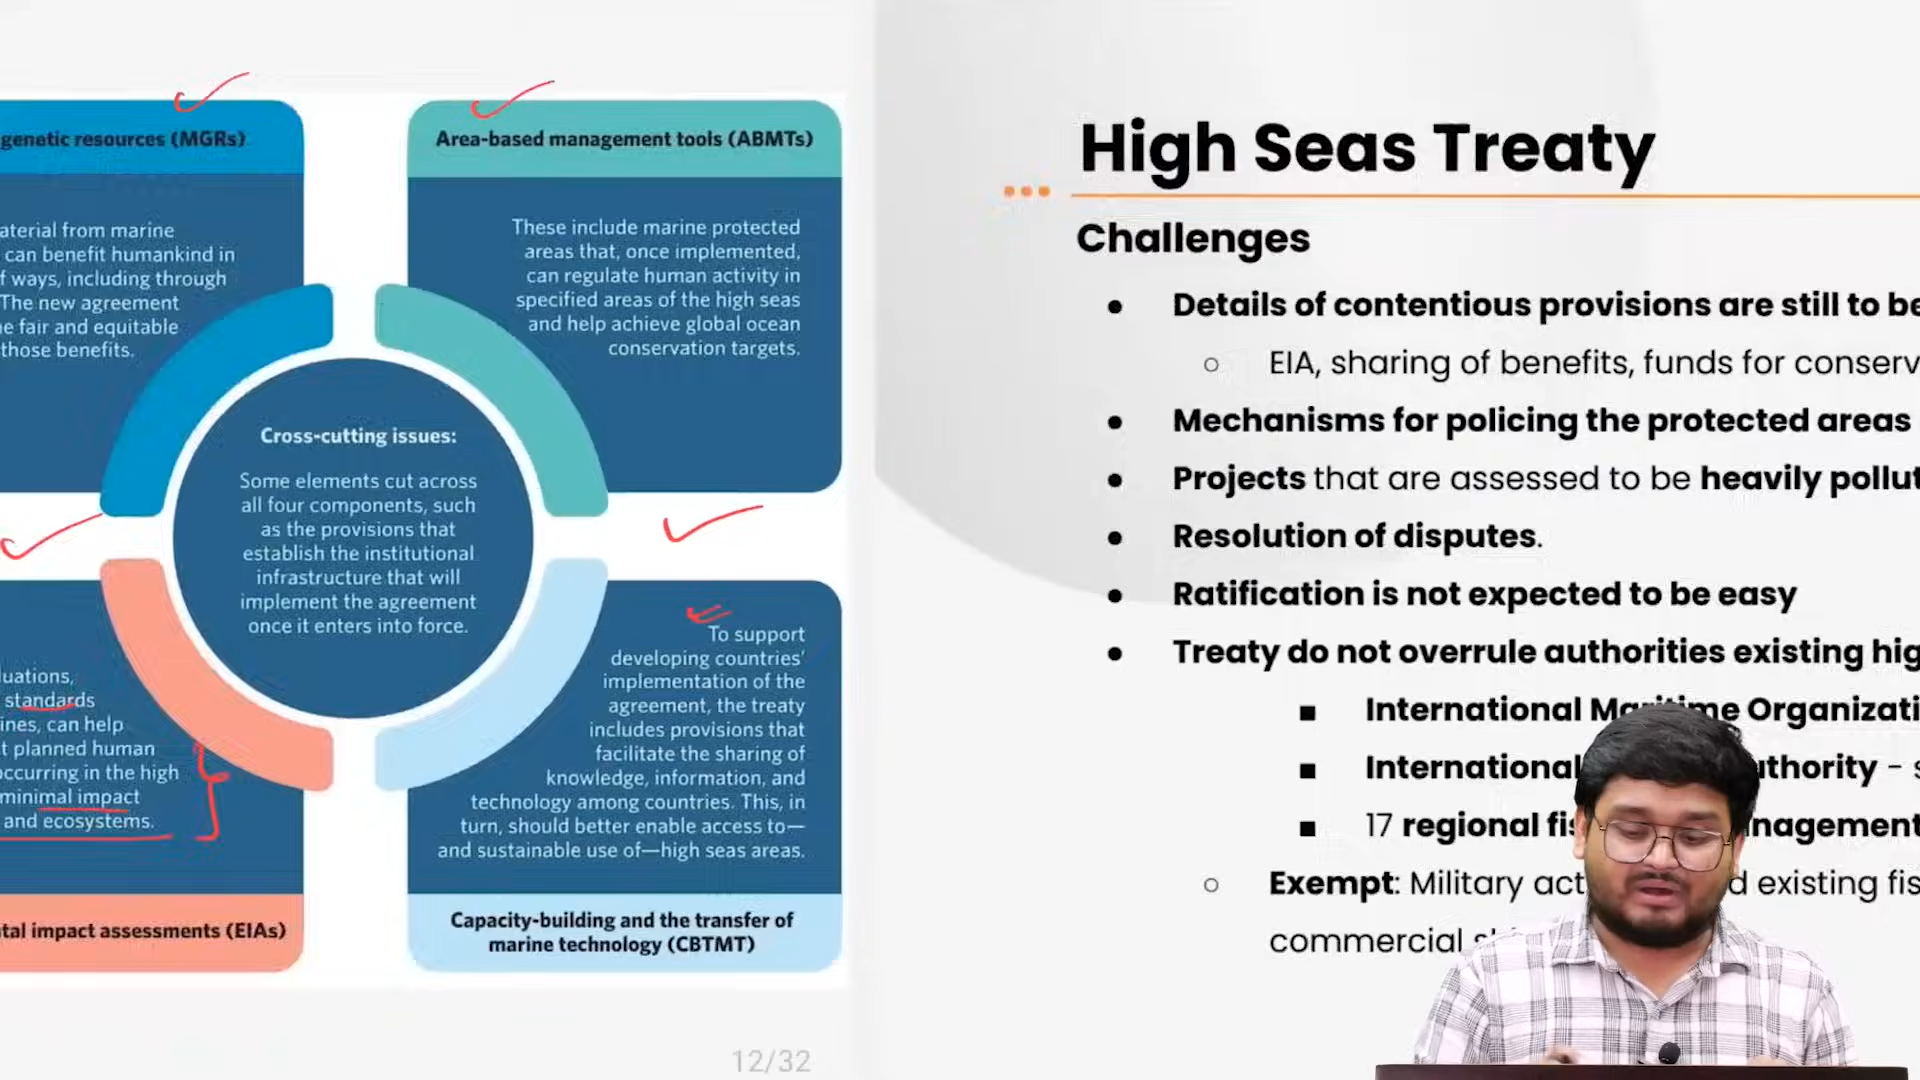 genetic resources (MGRs)
aterial from marine
can benefit humankind in
f ways, including through
The new agreement
e fair and equitable
those benefits.
Area-based management tools (ABMTs)
These include marine protected
areas that, once implemented,
can regulate human activity in
specified areas of the high seas
and help achieve global ocean
conservation targets.
Cross-cutting issues:
Some elements cut across
all four components, such
as the provisions that
establish the institutional
infrastructure that will
implement the agreement
once it enters into force.
uations,
standards
ines, can help
t planned human
occurring in the high
minimal impact
and ecosystems.
tal impact assessments (EIAs)
To support
developing countries'
implementation of the
agreement, the treaty
includes provisions that
facilitate the sharing of
knowledge, information, and
technology among countries. This, in
turn, should better enable access to—
and sustainable use of—high seas areas.
Capacity-building and the transfer of
marine technology (CBTMT)
12/32
High Seas Treaty
Challenges
● Details of contentious provisions are still to be
○ EIA, sharing of benefits, funds for conserv
● Mechanisms for policing the protected areas
● Projects that are assessed to be heavily pollut
● Resolution of disputes.
● Ratification is not expected to be easy
● Treaty do not overrule authorities existing hig
■ International Maritime Organizati
■ International uthority - s
■ 17 regional fis nagement
○ Exempt: Military act d existing fis
commercial s